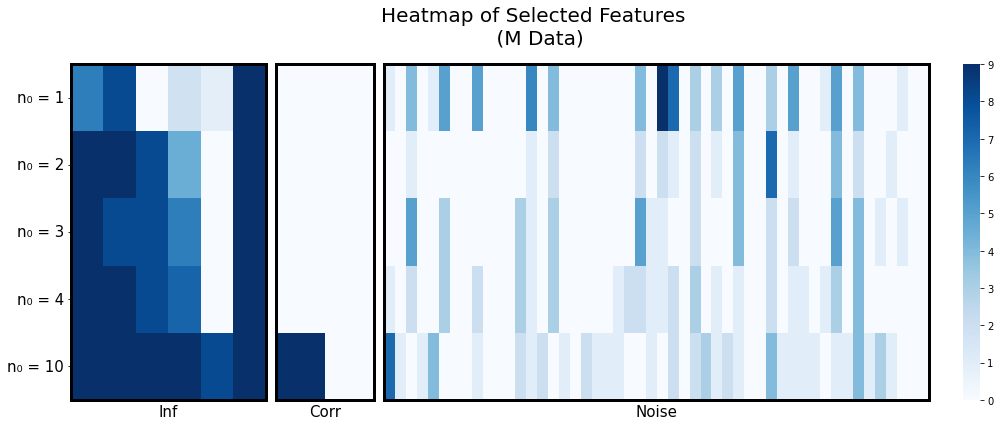 Heatmap of Selected Features
(M Data)
n₀ = 1
n₀ = 2
n₀ = 3
n₀ = 4
n₀ = 10
Inf
Corr
Noise
9
8
7
6
5
4
3
2
1
0